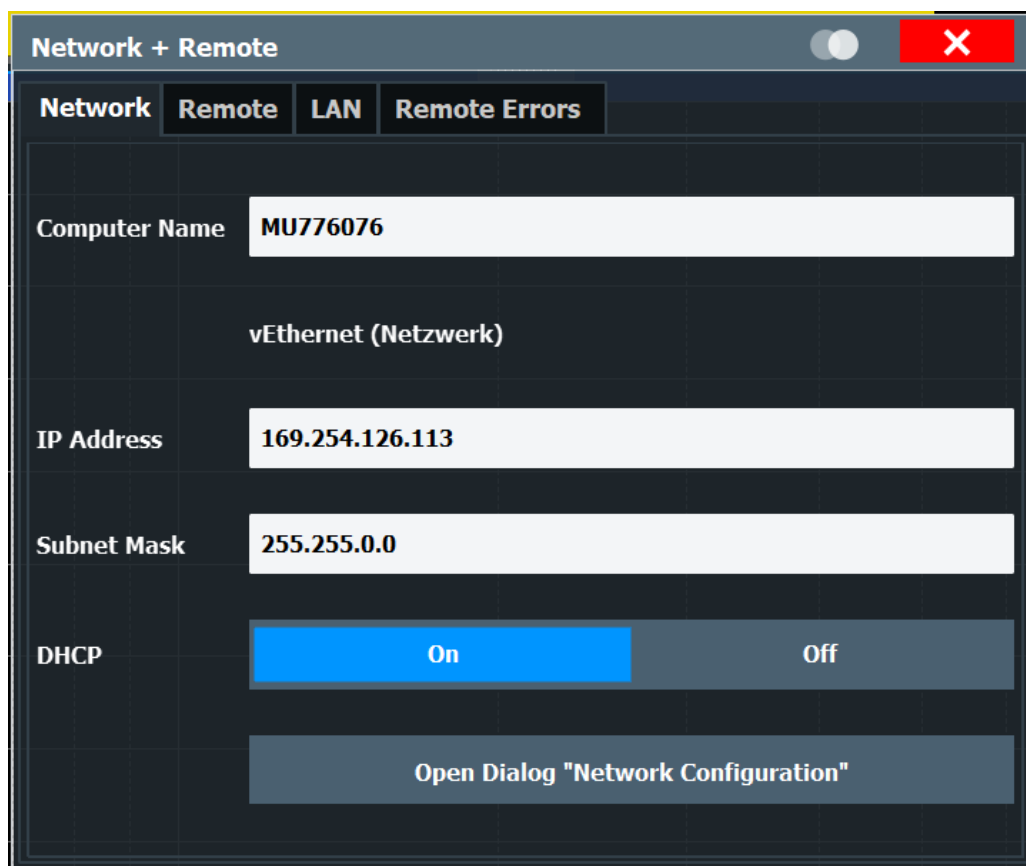 Network + Remote
Network Remote LAN Remote Errors
Computer Name MU776076
vEthernet (Netzwerk)
IP Address 169.254.126.113
Subnet Mask 255.255.0.0
DHCP On Off
Open Dialog "Network Configuration"